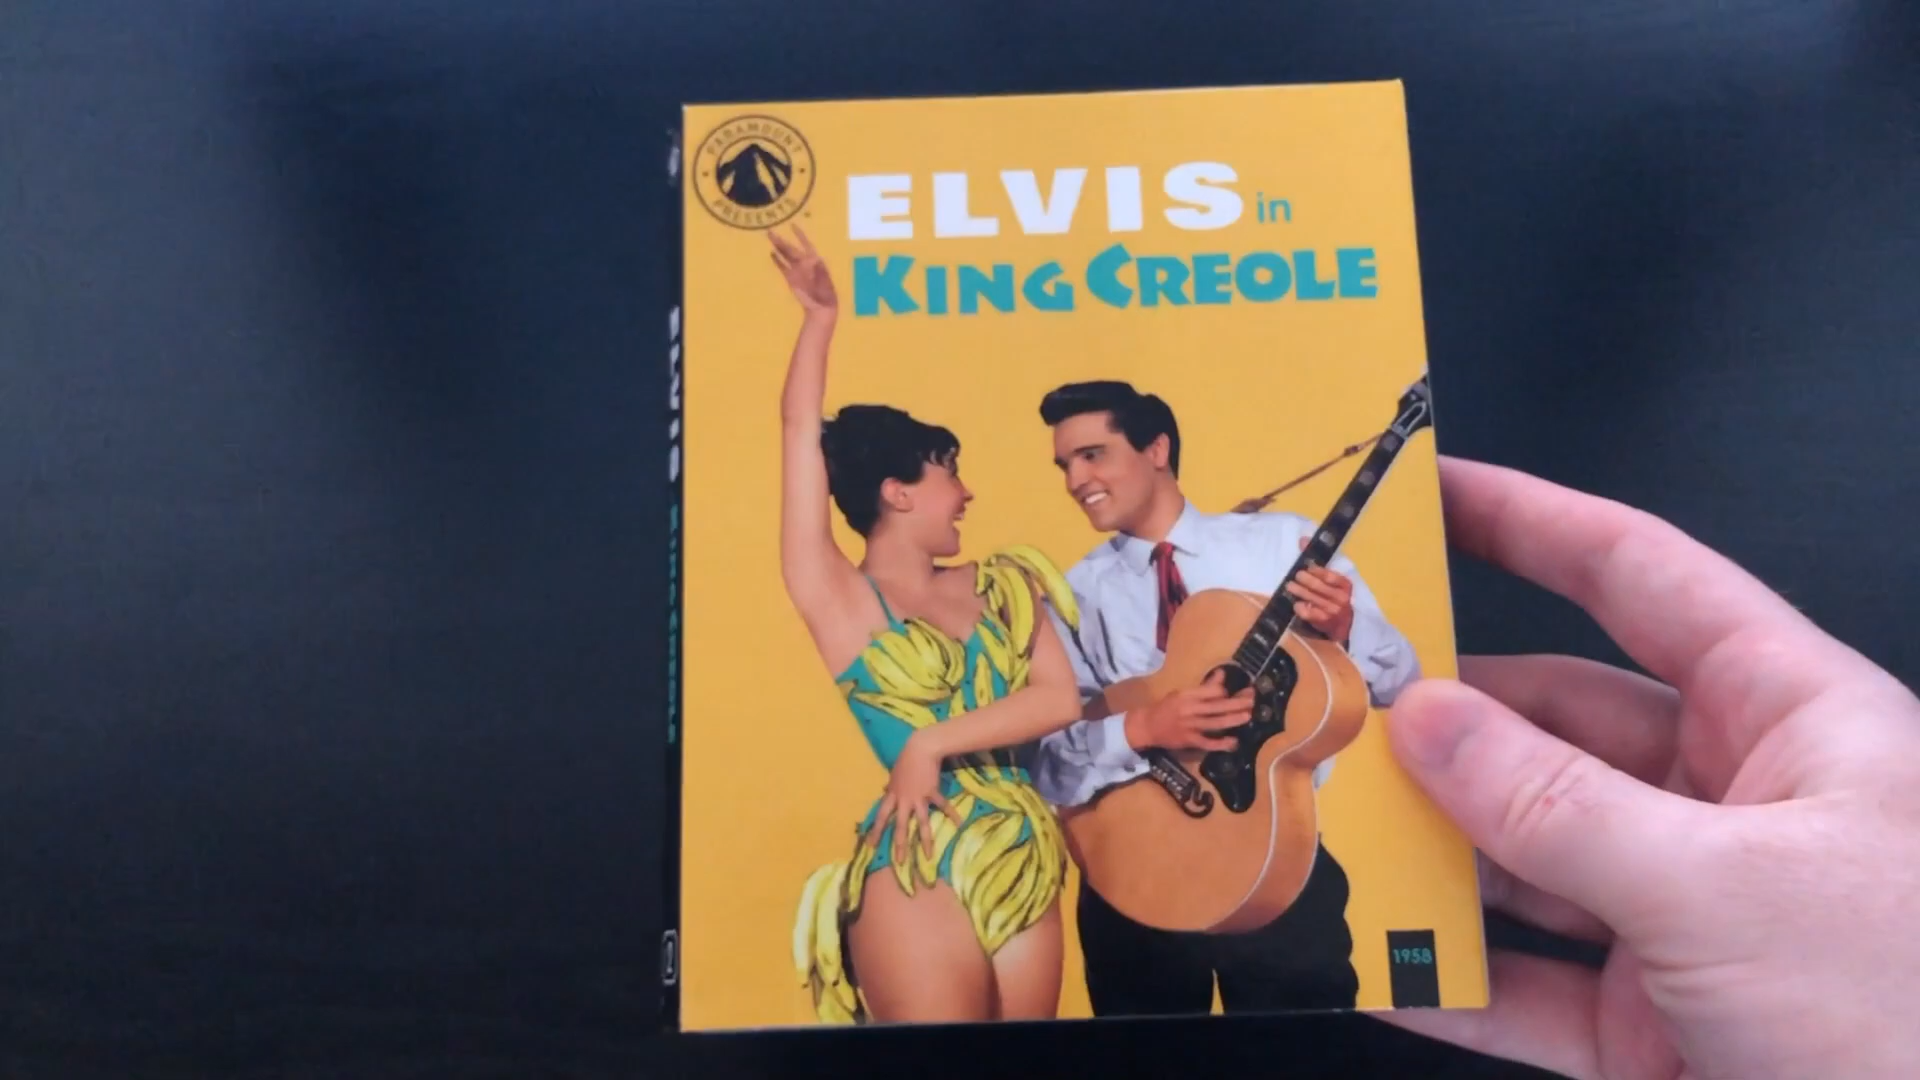 PARAMOUNT
PRESENTS
ELVIS in
KING CREOLE
1958